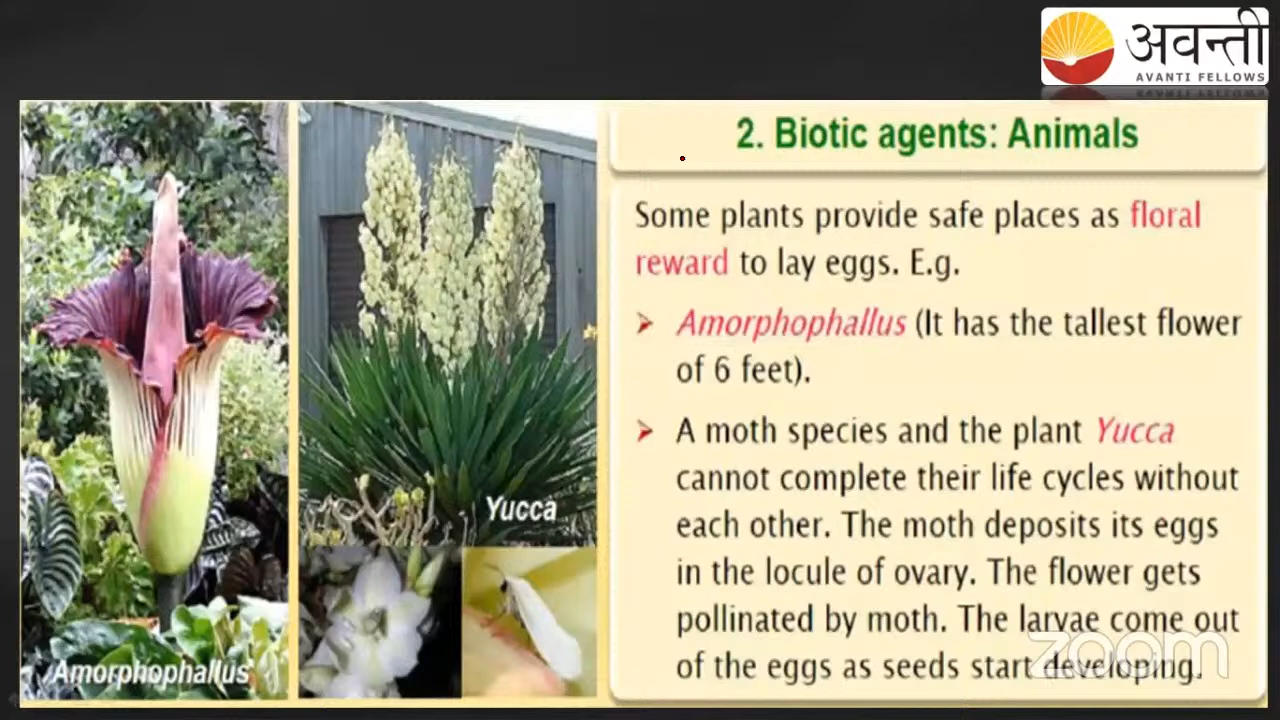 अवन्ती
AVANTI FELLOWS
2. Biotic agents: Animals
Some plants provide safe places as floral
reward to lay eggs. E.g.
➢ Amorphophallus (It has the tallest flower
of 6 feet).
➢ A moth species and the plant Yucca
cannot complete their life cycles without
each other. The moth deposits its eggs
in the locule of ovary. The flower gets
pollinated by moth. The larvae come out
of the eggs as seeds start developing.
Yucca
Amorphophallus
zoom